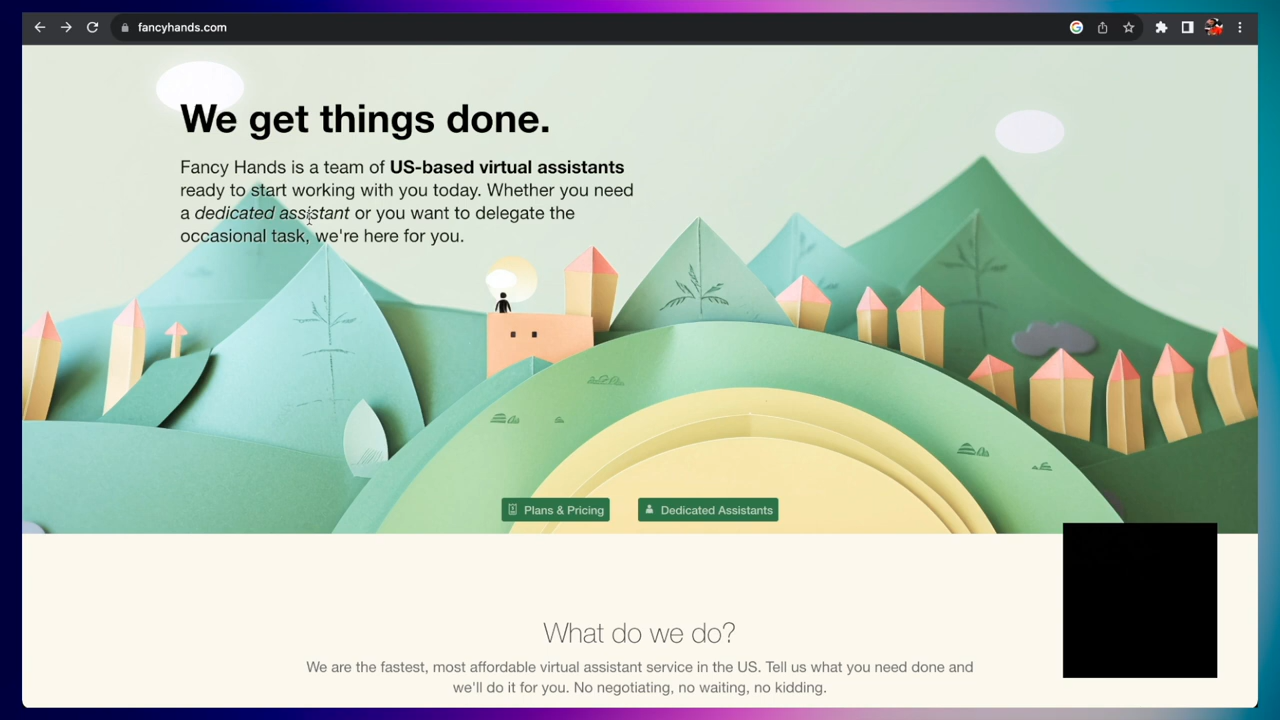 fancyhands.com
We get things done.
Fancy Hands is a team of US-based virtual assistants
ready to start working with you today. Whether you need
a dedicated assistant or you want to delegate the
occasional task, we're here for you.
Plans & Pricing
Dedicated Assistants
What do we do?
We are the fastest, most affordable virtual assistant service in the US. Tell us what you need done and
we'll do it for you. No negotiating, no waiting, no kidding.